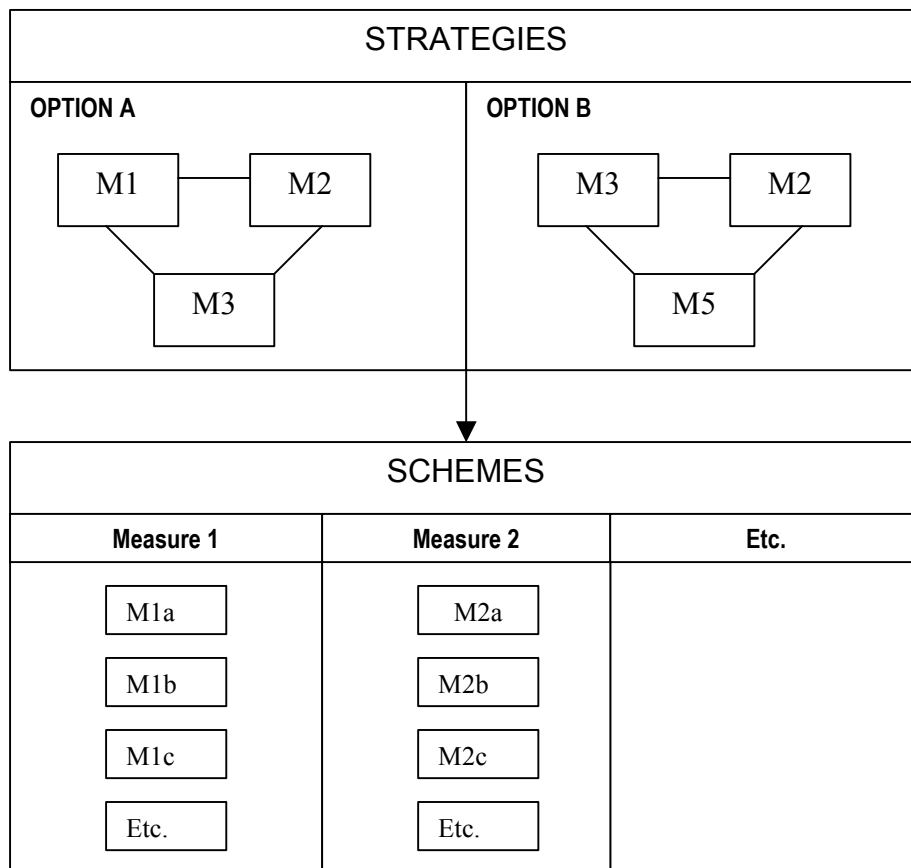 STRATEGIES
OPTION A
OPTION B
M1
M2
M3
M3
M2
M5
SCHEMES
Measure 1
Measure 2
Etc.
M1a
M2a
M1b
M2b
M1c
M2c
Etc.
Etc.